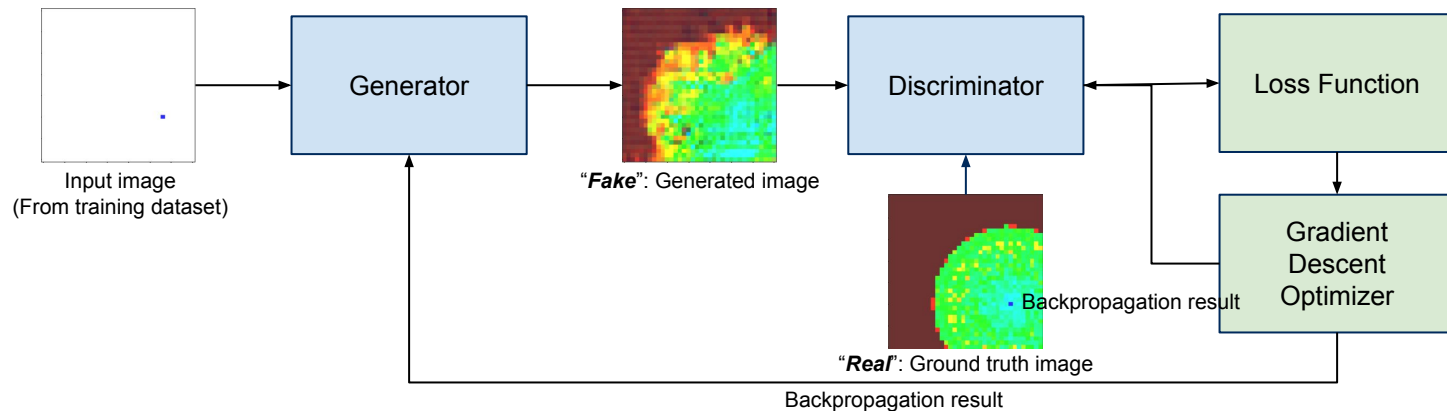 Generator
Discriminator
Loss Function
Input image
(From training dataset)
“Fake”: Generated image
Gradient
Descent
Optimizer
Backpropagation result
“Real”: Ground truth image
Backpropagation result